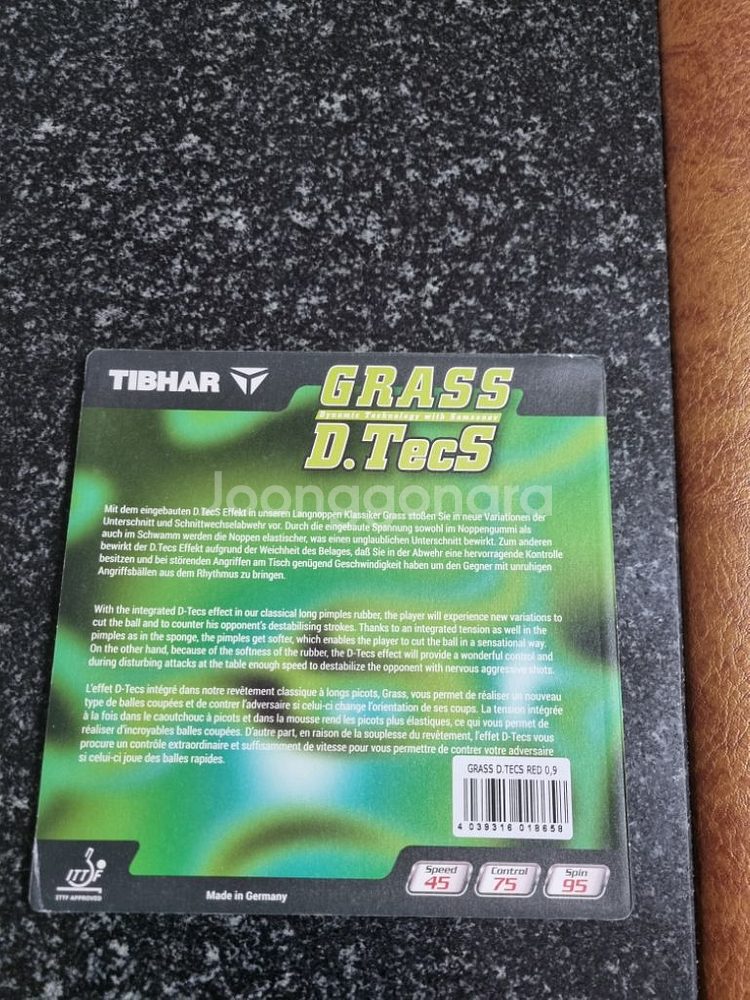 TIBHAR
GRASS
Dynamic Technology with Samsonov
D.TecS
Joonggonara
Mit dem eingebauten D.TecS Effekt in unseren Langnoppen Klassiker Grass stoßen Sie in neue Variationen der
Unterschnitt und Schnittwechselabwehr vor. Durch die eingebaute Spannung sowohl im Noppengummi als
auch im Schwamm werden die Noppen elastischer, was einen unglaublichen Unterschnitt bewirkt. Zum anderen
bewirkt der D.Tecs Effekt aufgrund der Weichheit des Belages, daß Sie in der Abwehr eine hervorragende Kontrolle
besitzen und bei störenden Angriffen am Tisch genügend Geschwindigkeit haben um den Gegner mit unruhigen
Angriffsbällen aus dem Rhythmus zu bringen.
With the integrated D-Tecs effect in our classical long pimples rubber, the player will experience new variations to
cut the ball and to counter his opponent's destabilising strokes. Thanks to an integrated tension as well in the
pimples as in the sponge, the pimples get softer, which enables the player to cut the ball in a sensational way.
On the other hand, because of the softness of the rubber, the D.Tecs effect will provide a wonderful control and
during disturbing attacks at the table enough speed to destabilize the opponent with nervous aggressive shots.
L'effet D-Tecs intégré dans notre revêtement classique à longs picots, Grass, vous permet de réaliser un nouveau
type de balles coupées et de contrer l'adversaire si celui-ci change l'orientation de ses coups. La tension intégrée
à la fois dans le caoutchouc à picots et dans la mousse rend les picots plus élastiques, ce qui vous permet de
réaliser d'incroyables balles coupées. D'autre part, en raison de la souplesse du revêtement, l'effet D-Tecs vous
procure un contrôle extraordinaire et suffisamment de vitesse pour vous permettre de contrer votre adversaire
si celui-ci joue des balles rapides.
GRASS D.TECS RED 0,9
4 039316 018658
ITTF
ITTF APPROVED
Made in Germany
Speed
45
Control
75
Spin
95